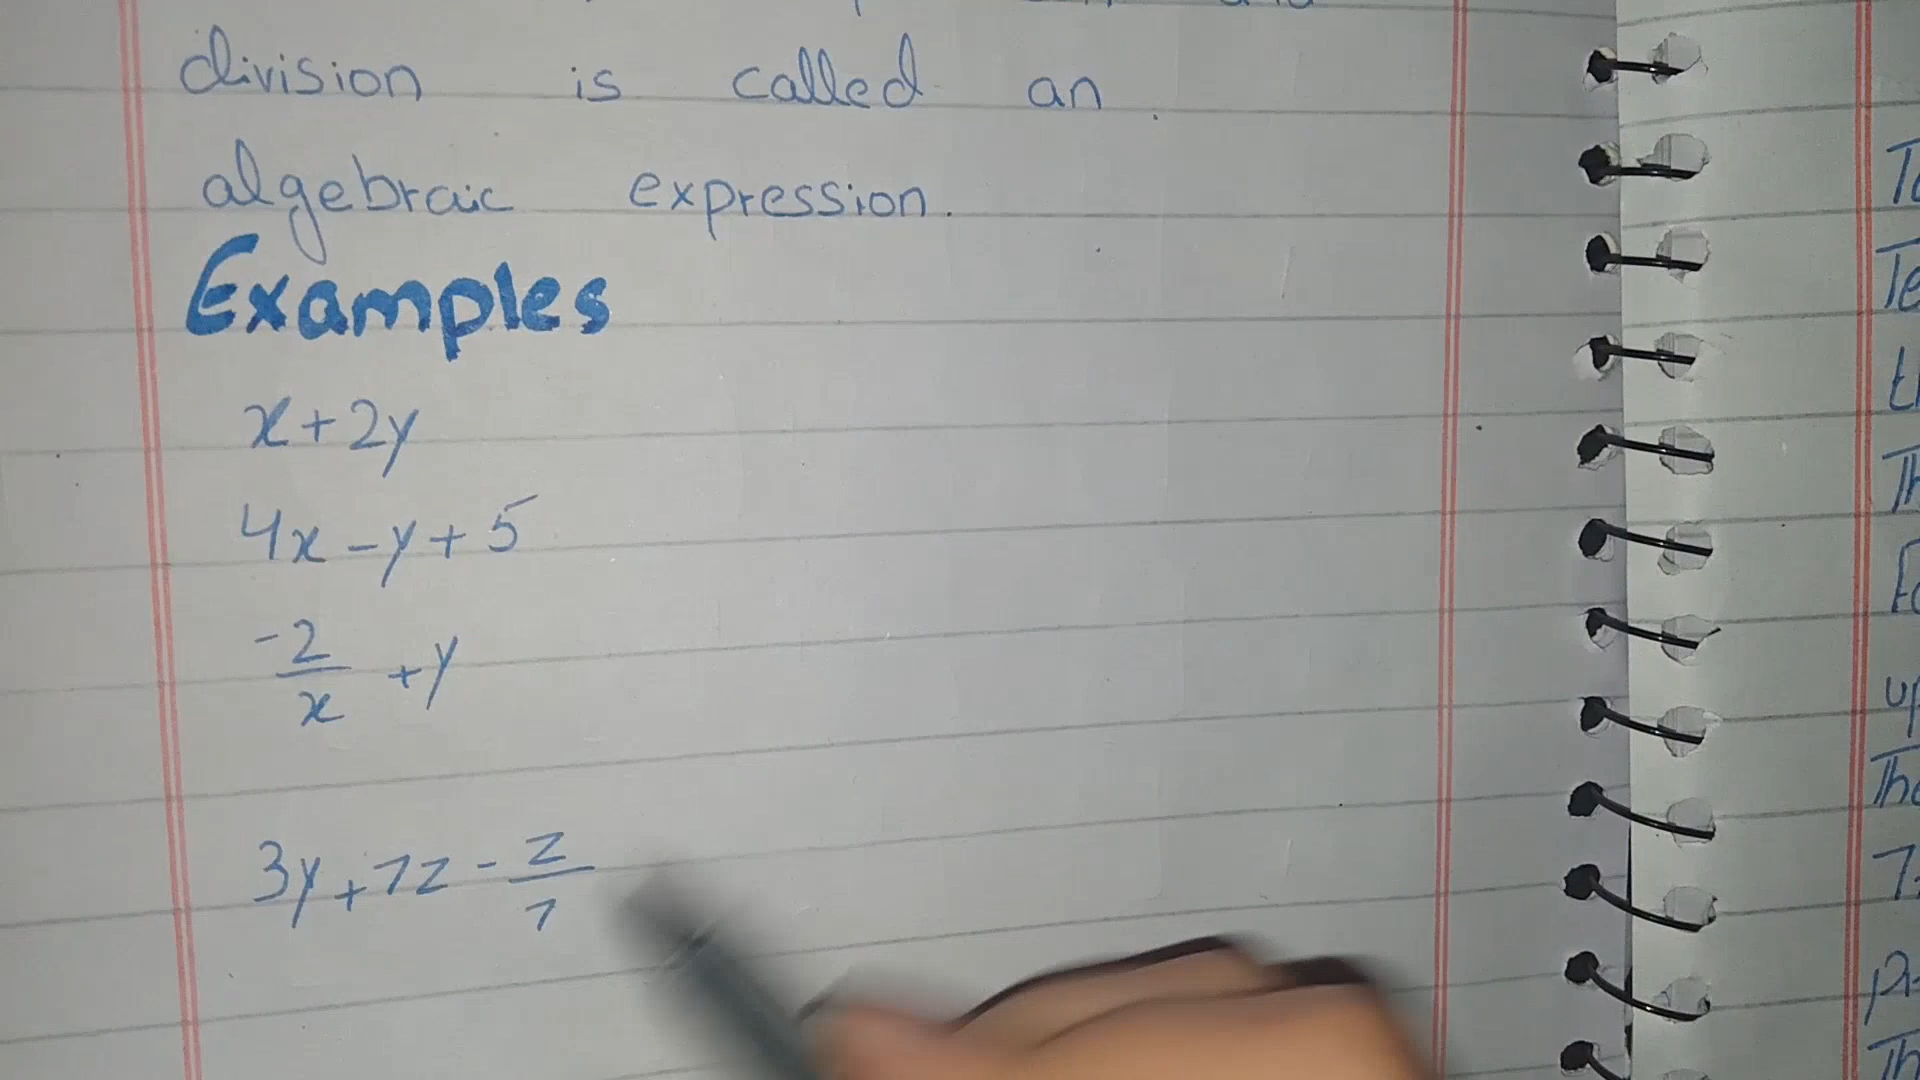 division is called an
algebraic expression.
Examples
x+2y
4x-y+5
-2/x +y
3y+7z-z/7